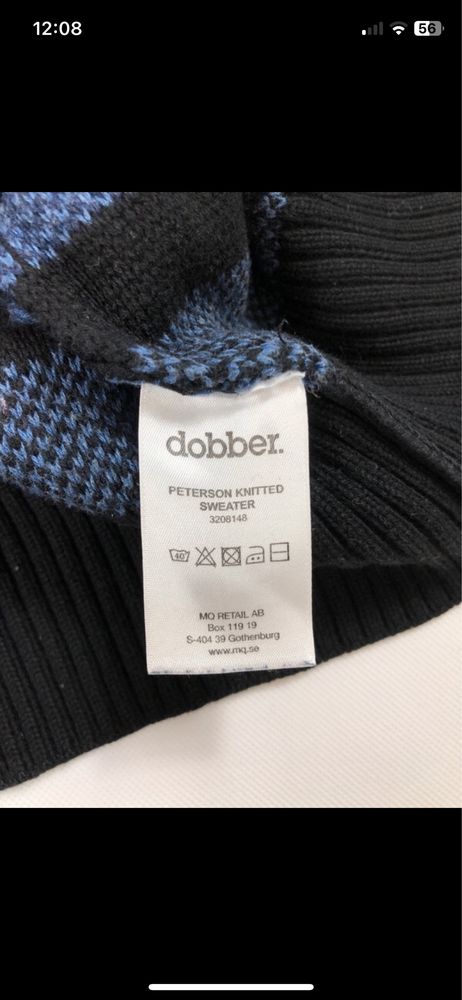 12:08
56
dobber.
PETERSON KNITTED
SWEATER
3208148
40
MQ RETAIL AB
Box 119 19
S-404 39 Gothenburg
www.mq.se